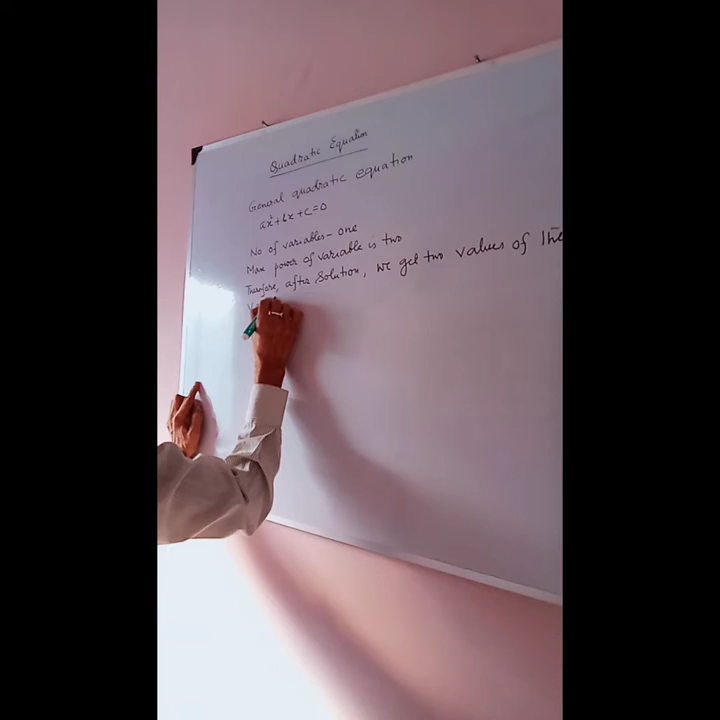 Quadratic Equation
General quadratic equation
ax²+bx+c=0
No of variables- one
Max power of variable is two
Therefore, after solution, we get two values of the